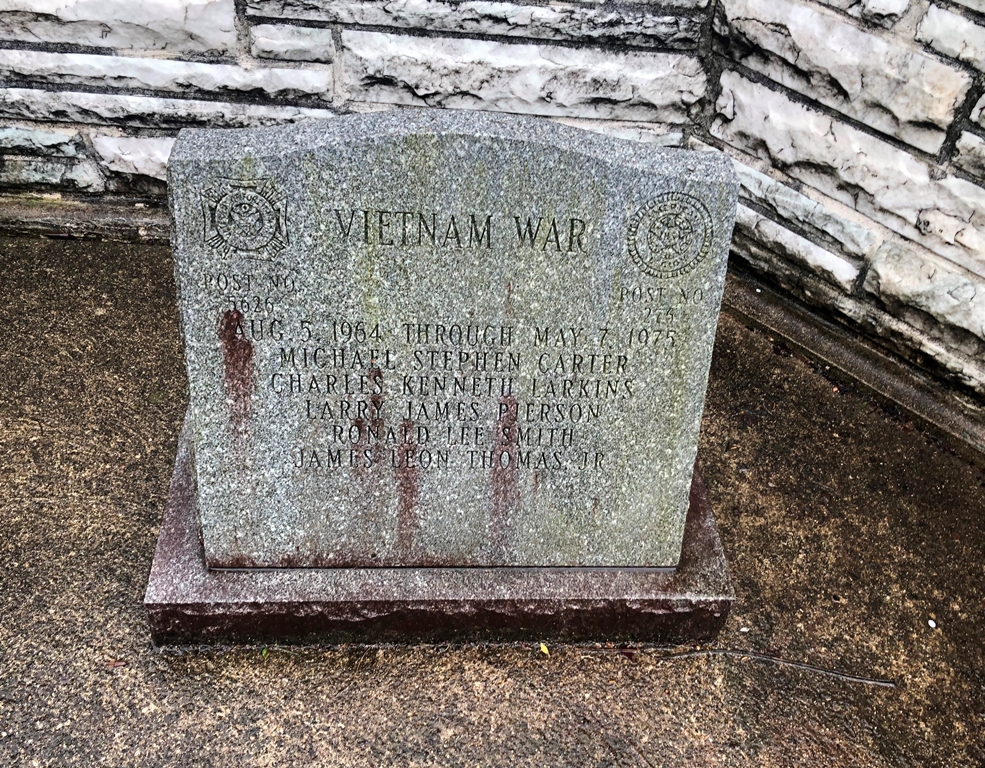 VIETNAM WAR
POST NO.
5626
POST NO.
AUG 5, 1964 THROUGH MAY 7, 1975
MICHAEL STEPHEN CARTER
CHARLES KENNETH LARKINS
LARRY JAMES PIERSON
RONALD LEE SMITH
JAMES LEON THOMAS, JR